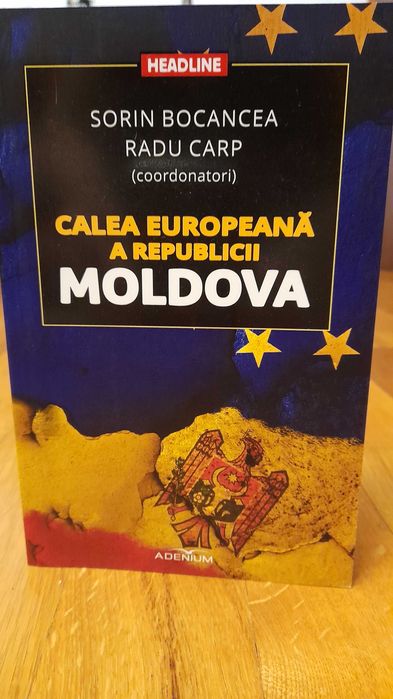 HEADLINE
SORIN BOCANCEA
RADU CARP
(coordonatori)
CALEA EUROPEANĂ
A REPUBLICII
MOLDOVA
ADENIUM